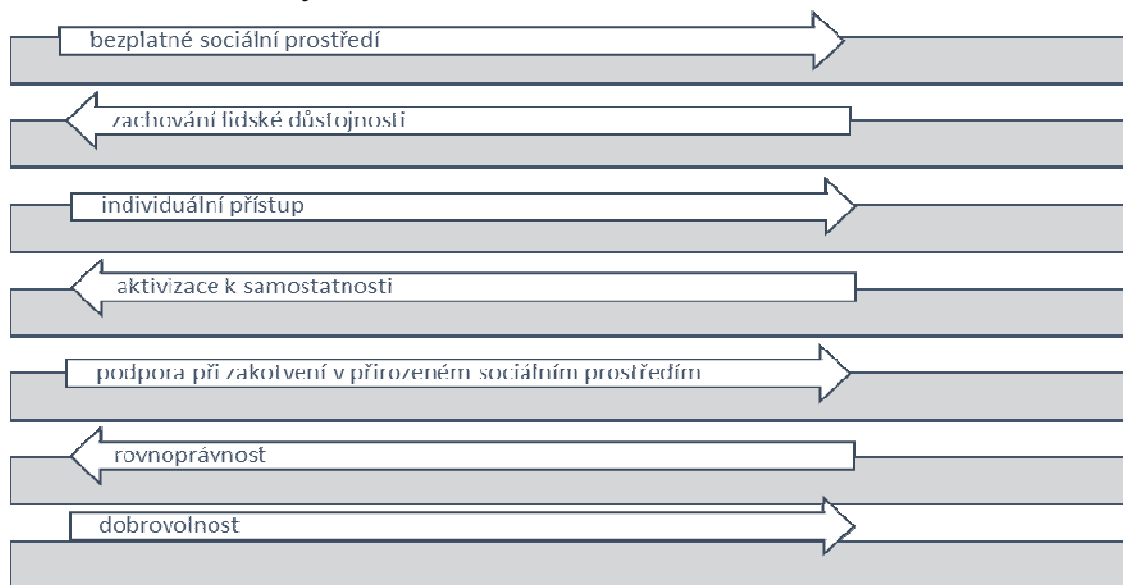 bezplatné sociální prostředí
zachování lidské důstojnosti
individuální přístup
aktivizace k samostatnosti
podpora při zakotvení v přirozeném sociálním prostředím
rovnoprávnost
dobrovolnost